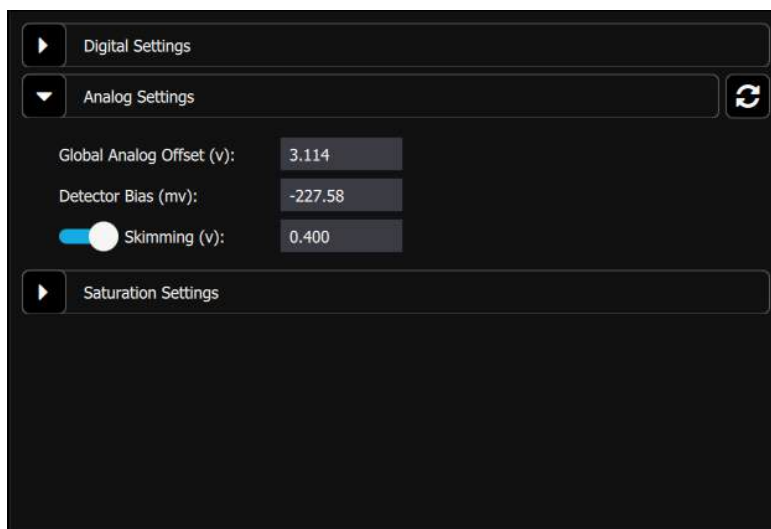 Digital Settings
Analog Settings
Global Analog Offset (v): 3.114
Detector Bias (mv): -227.58
Skimming (v): 0.400
Saturation Settings